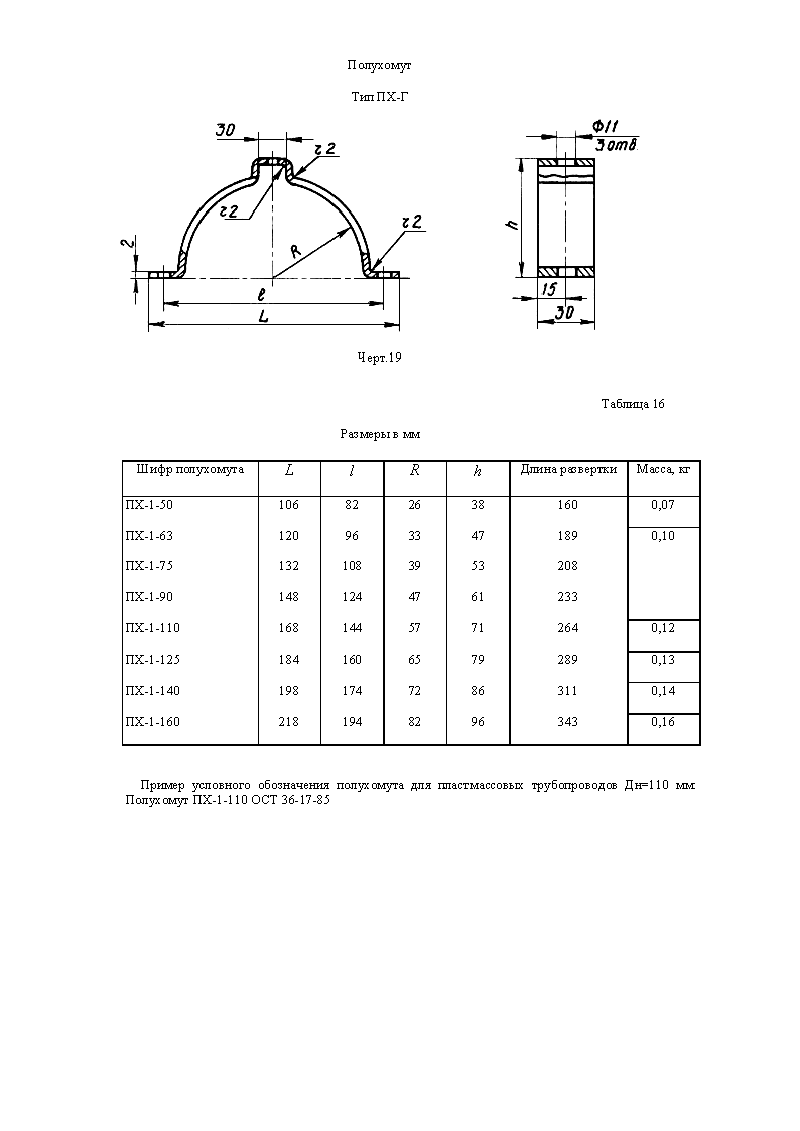 Полухомут
Тип ПХ-Г
30
r2
r2
r2
2
R
l
L
Ф11
3 отв.
h
15
30
Черт.19
Таблица 16
Размеры в мм
Шифр полухомута L l R h Длина развертки Масса, кг
ПХ-1-50 106 82 26 38 160 0,07
ПХ-1-63 120 96 33 47 189 0,10
ПХ-1-75 132 108 39 53 208
ПХ-1-90 148 124 47 61 233
ПХ-1-110 168 144 57 71 264 0,12
ПХ-1-125 184 160 65 79 289 0,13
ПХ-1-140 198 174 72 86 311 0,14
ПХ-1-160 218 194 82 96 343 0,16
Пример условного обозначения полухомута для пластмассовых трубопроводов Дн=110 мм:
Полухомут ПХ-1-110 ОСТ 36-17-85